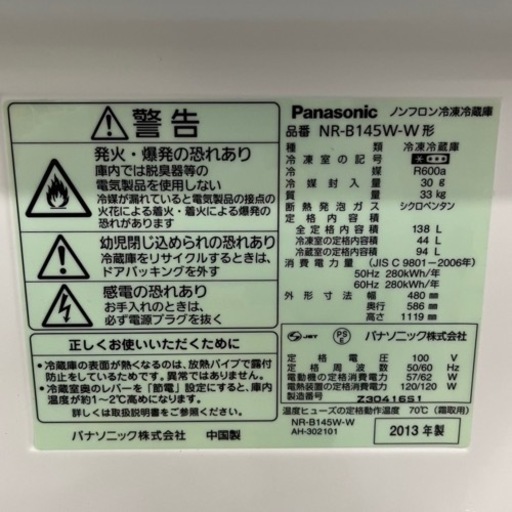 警告
発火・爆発の恐れあり
庫内では脱臭器等の
電気製品を使用しない
冷媒が漏れていると電気製品の接点の
火花による着火・着火による爆発の
恐れがあります
幼児閉じ込められの恐れあり
冷蔵庫をリサイクルするときは、
ドアパッキングを外す
感電の恐れあり
お手入れのときは、
必ず電源プラグを抜く
正しくお使いいただくために
・冷蔵庫の表面が熱くなるのは、放熱パイプで露付
防止をしているためです。異常ではありません。
・冷蔵室奥のレバーを「節電」設定にすると、庫内
温度が約1~2℃高めになります。
詳しくは取扱説明書をご覧ください。
パナソニック株式会社 中国製
Panasonic ノンフロン冷凍冷蔵庫
品番 NR-B145W-W 形
種類 冷凍冷蔵庫
冷凍室の記号
冷媒 R600a
冷媒封入量 30 g
質量 33 kg
断熱発泡ガス シクロペンタン
定格内容積
全定格内容積 138 L
冷凍室の定格内容積 44 L
冷蔵室の定格内容積 94 L
消費電力量 (JIS C 9801-2006年)
50Hz 280kWh/年
60Hz 280kWh/年
外形寸法 幅 480 mm
奥行 586 mm
高さ 1119 mm
JET PSE パナソニック株式会社
定格電圧 100 V
定格周波数 50/60 Hz
電動機の定格消費電力 57/62 W
電熱装置の定格消費電力 120/120 W
製造番号 Z30416S1
温度ヒューズの定格動作温度 70℃ (霜取用)
NR-B145W-W
AH-302101
2013 年製